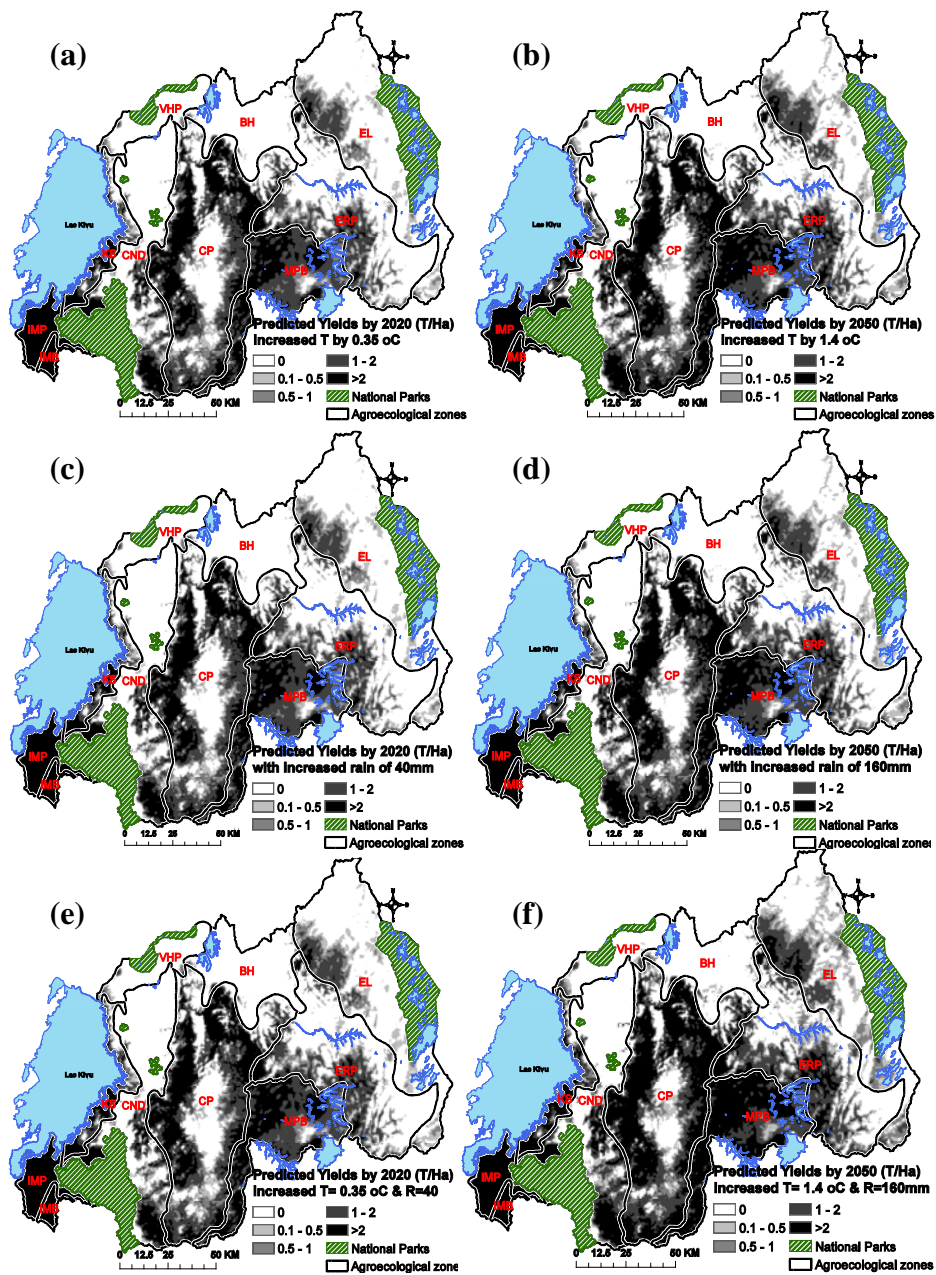 (a)
N
W E
S
VHP
BH
EL
Lac Kivu
ERP
KB
CND
CP
MPB
IMP
IMB
Predicted Yields by 2020 (T/Ha)
Increased T by 0.35 oC
0
1 - 2
0.1 - 0.5
>2
0.5 - 1
National Parks
Agroecological zones
0 12.5 25 50 KM
(b)
N
W E
S
VHP
BH
EL
Lac Kivu
ERP
KB
CND
CP
MPB
IMP
IMB
Predicted Yields by 2050 (T/Ha)
Increased T by 1.4 oC
0
1 - 2
0.1 - 0.5
>2
0.5 - 1
National Parks
Agroecological zones
0 12.5 25 50 KM
(c)
N
W E
S
VHP
BH
EL
Lac Kivu
ERP
KB
CND
CP
MPB
IMP
IMB
Predicted Yields by 2020 (T/Ha)
with increased rain of 40mm
0
1 - 2
0.1 - 0.5
>2
0.5 - 1
National Parks
Agroecological zones
0 12.5 25 50 KM
(d)
N
W E
S
VHP
BH
EL
Lac Kivu
ERP
KB
CND
CP
MPB
IMP
IMB
Predicted Yields by 2050 (T/Ha)
with increased rain of 160mm
0
1 - 2
0.1 - 0.5
>2
0.5 - 1
National Parks
Agroecological zones
0 12.5 25 50 KM
(e)
N
W E
S
VHP
BH
EL
Lac Kivu
ERP
KB
CND
CP
MPB
IMP
IMB
Predicted Yields by 2020 (T/Ha)
Increased T= 0.35 oC & R=40
0
1 - 2
0.1 - 0.5
>2
0.5 - 1
National Parks
Agroecological zone
0 12.5 25 50 KM
(f)
N
W E
S
VHP
BH
EL
Lac Kivu
ERP
KB
CND
CP
MPB
IMP
IMB
Predicted Yields by 2050 (T/Ha)
Increased T= 1.4 oC & R=160mm
0
1 - 2
0.1 - 0.5
>2
0.5 - 1
National Parks
Agroecological zones
0 12.5 25 50 KM